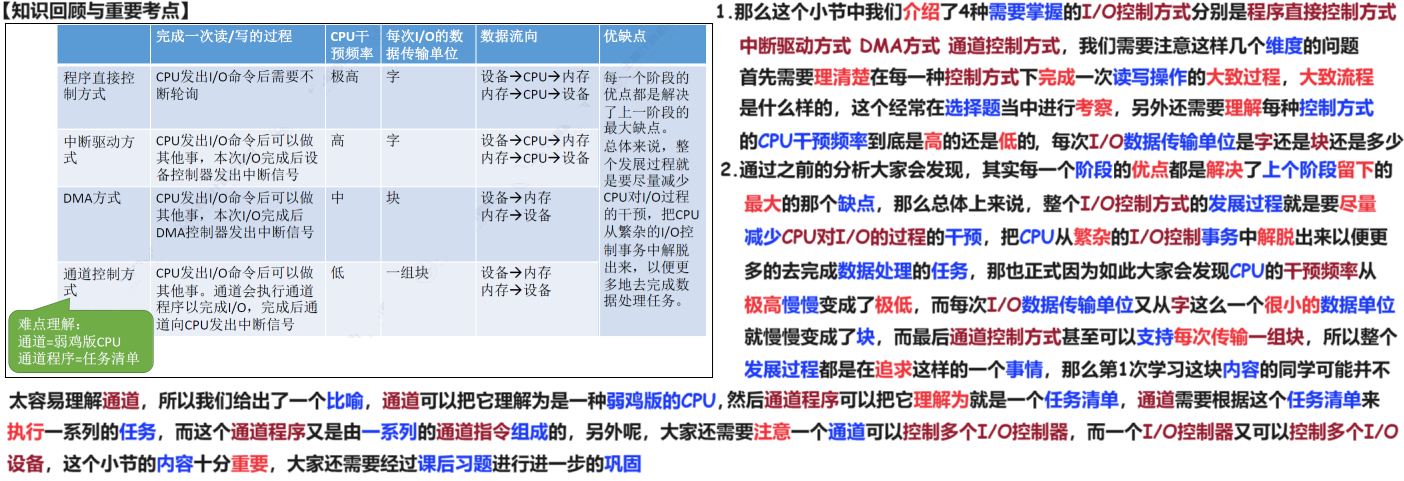 【知识回顾与重要考点】
完成一次读/写的过程
CPU干
预频率
每次I/O的数
据传输单位
数据流向
优缺点
程序直接控
制方式
CPU发出I/O命令后需要不
断轮询
极高
字
设备→CPU→内存
内存→CPU→设备
每一个阶段的
优点都是解决
了上一阶段的
最大缺点。
总体来说，整
个发展过程就
是要尽量减少
CPU对I/O过程
的干预，把CPU
从繁杂的I/O控
制事务中解脱
出来，以便更
多地去完成数
据处理任务。
中断驱动方
式
CPU发出I/O命令后可以做
其他事，本次I/O完成后设
备控制器发出中断信号
高
字
设备→CPU→内存
内存→CPU→设备
DMA方式
CPU发出I/O命令后可以做
其他事，本次I/O完成后
DMA控制器发出中断信号
中
块
设备→内存
内存→设备
通道控制方
式
CPU发出I/O命令后可以做
其他事。通道会执行通道
程序以完成I/O，完成后通
道向CPU发出中断信号
低
一组块
设备→内存
内存→设备
难点理解：
通道=弱鸡版CPU
通道程序=任务清单
1.那么这个小节中我们介绍了4种需要掌握的I/O控制方式分别是程序直接控制方式
中断驱动方式 DMA方式 通道控制方式，我们需要注意这样几个维度的问题
首先需要理清楚在每一种控制方式下完成一次读写操作的大致过程，大致流程
是什么样的，这个经常在选择题当中进行考察，另外还需要理解每种控制方式
的CPU干预频率到底是高的还是低的，每次I/O数据传输单位是字还是块还是多少
2.通过之前的分析大家会发现，其实每一个阶段的优点都是解决了上个阶段留下的
最大的那个缺点，那么总体上来说，整个I/O控制方式的发展过程就是要尽量
减少CPU对I/O的过程的干预，把CPU从繁杂的I/O控制事务中解脱出来以便更
多的去完成数据处理的任务，那也正式因为如此大家会发现CPU的干预频率从
极高慢慢变成了极低，而每次I/O数据传输单位又从字这么一个很小的数据单位
就慢慢变成了块，而最后通道控制方式甚至可以支持每次传输一组块，所以整个
发展过程都是在追求这样的一个事情，那么第1次学习这块内容的同学可能并不
太容易理解通道，所以我们给出了一个比喻，通道可以把它理解为是一种弱鸡版的CPU，然后通道程序可以把它理解为就是一个任务清单，通道需要根据这个任务清单来
执行一系列的任务，而这个通道程序又是由一系列的通道指令组成的，另外呢，大家还需要注意一个通道可以控制多个I/O控制器，而一个I/O控制器又可以控制多个I/O
设备，这个小节的内容十分重要，大家还需要经过课后习题进行进一步的巩固